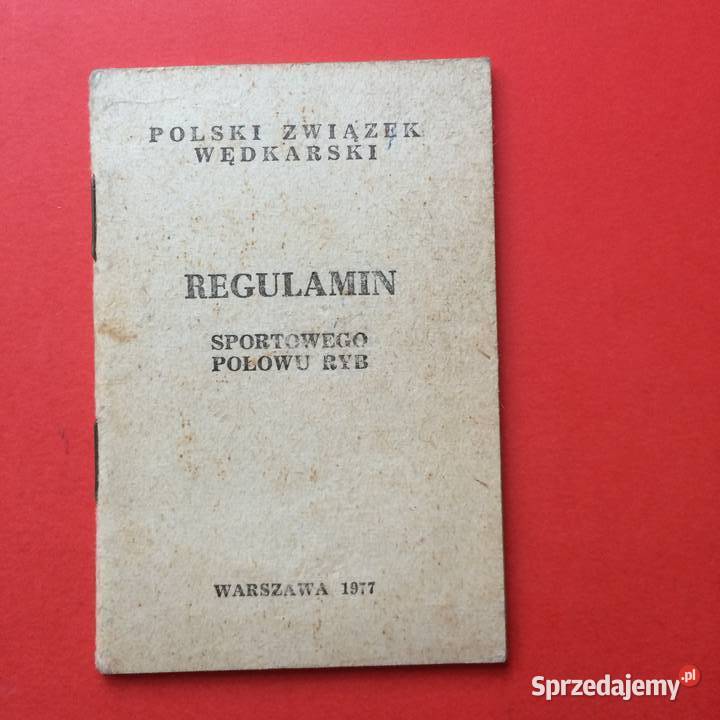 POLSKI ZWIĄZEK
WĘDKARSKI
REGULAMIN
SPORTOWEGO
POŁOWU RYB
WARSZAWA 1977
Sprzedajemy.pl